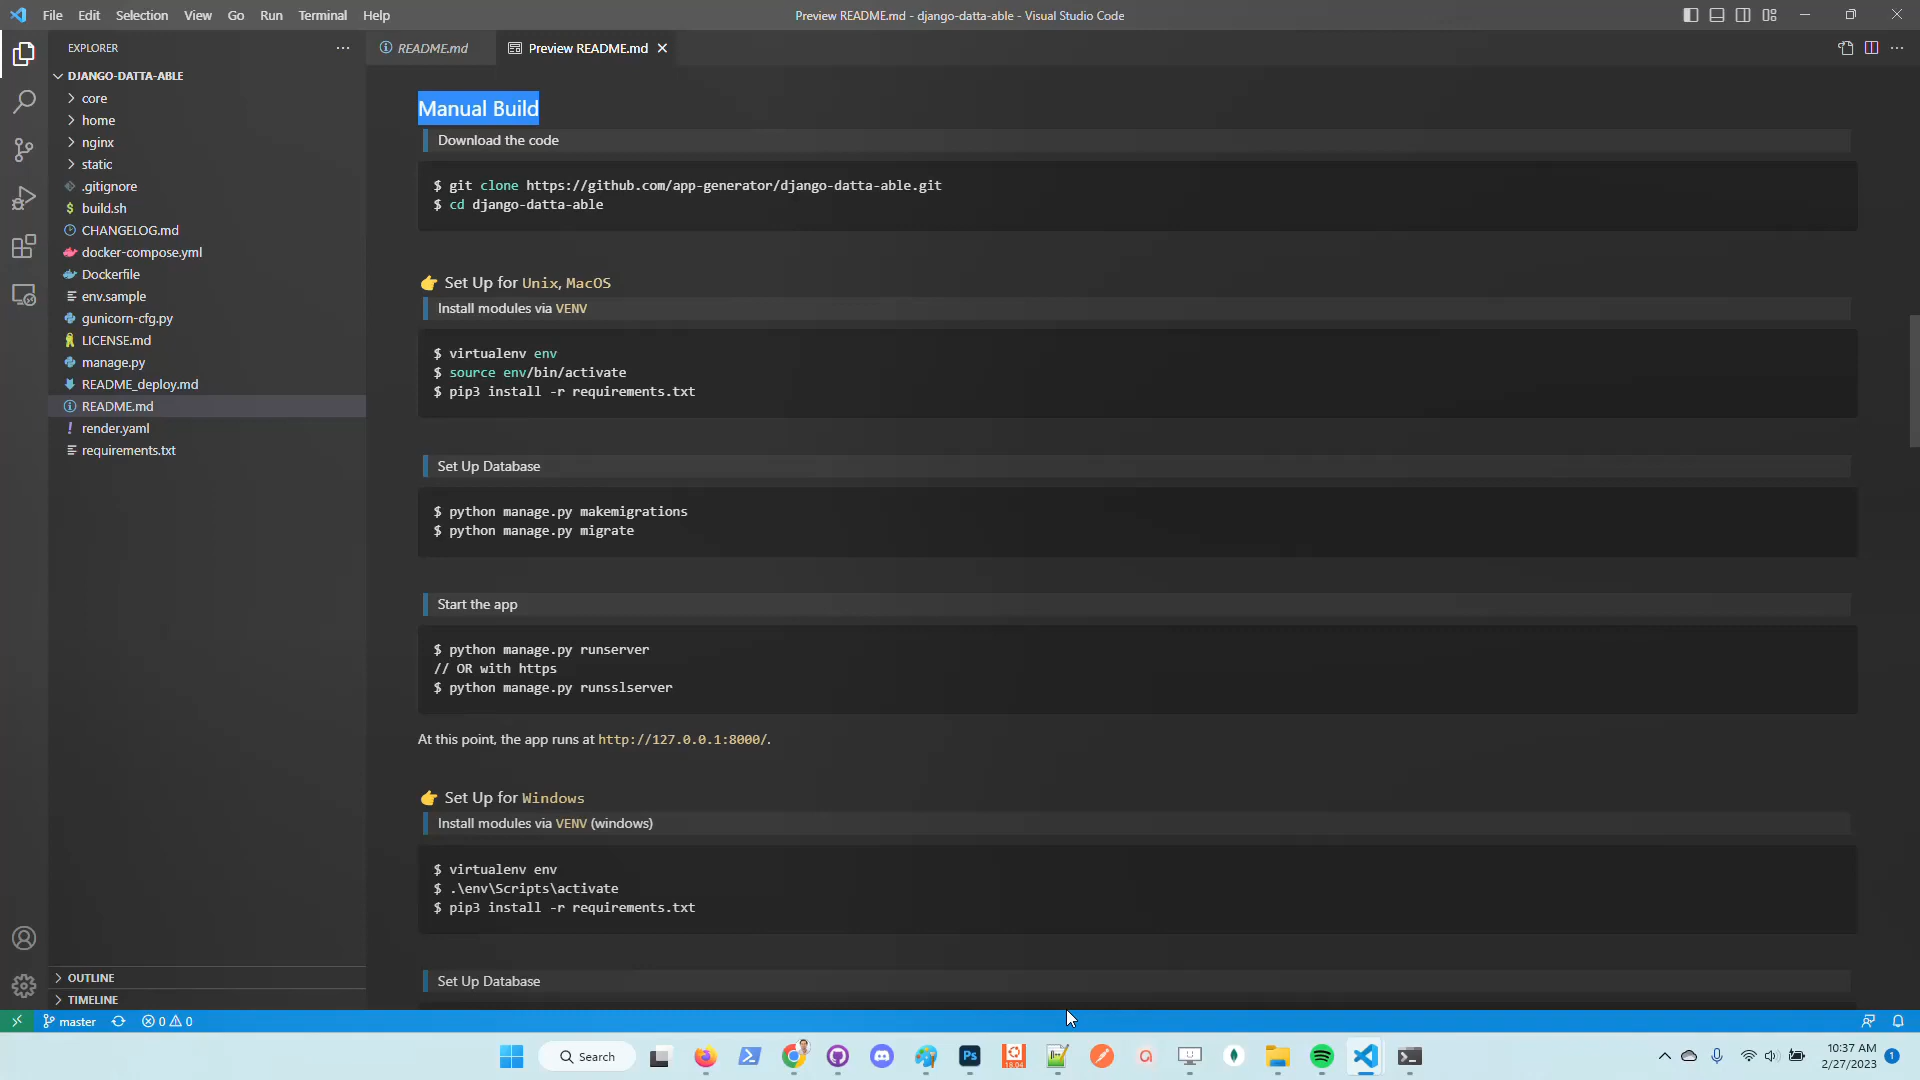 File Edit Selection View Go Run Terminal Help
Preview README.md - django-datta-able - Visual Studio Code
EXPLORER
README.md
Preview README.md
DJANGO-DATTA-ABLE
core
home
nginx
static
.gitignore
build.sh
CHANGELOG.md
docker-compose.yml
Dockerfile
env.sample
gunicorn-cfg.py
LICENSE.md
manage.py
README_deploy.md
README.md
render.yaml
requirements.txt
OUTLINE
TIMELINE
Manual Build
Download the code
$ git clone https://github.com/app-generator/django-datta-able.git
$ cd django-datta-able
👉 Set Up for Unix, MacOS
Install modules via VENV
$ virtualenv env
$ source env/bin/activate
$ pip3 install -r requirements.txt
Set Up Database
$ python manage.py makemigrations
$ python manage.py migrate
Start the app
$ python manage.py runserver
// OR with https
$ python manage.py runsslserver
At this point, the app runs at http://127.0.0.1:8000/.
👉 Set Up for Windows
Install modules via VENV (windows)
$ virtualenv env
$ .\env\Scripts\activate
$ pip3 install -r requirements.txt
Set Up Database
master
0 0
Search
Ps
18.04
10:37 AM
2/27/2023
1